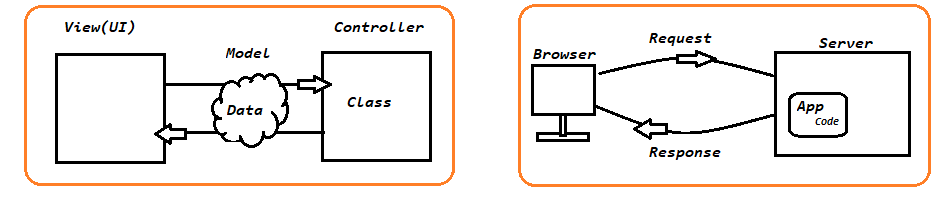 View(UI)
Model
Controller
Data
Class
Request
Browser
Server
App
Code
Response